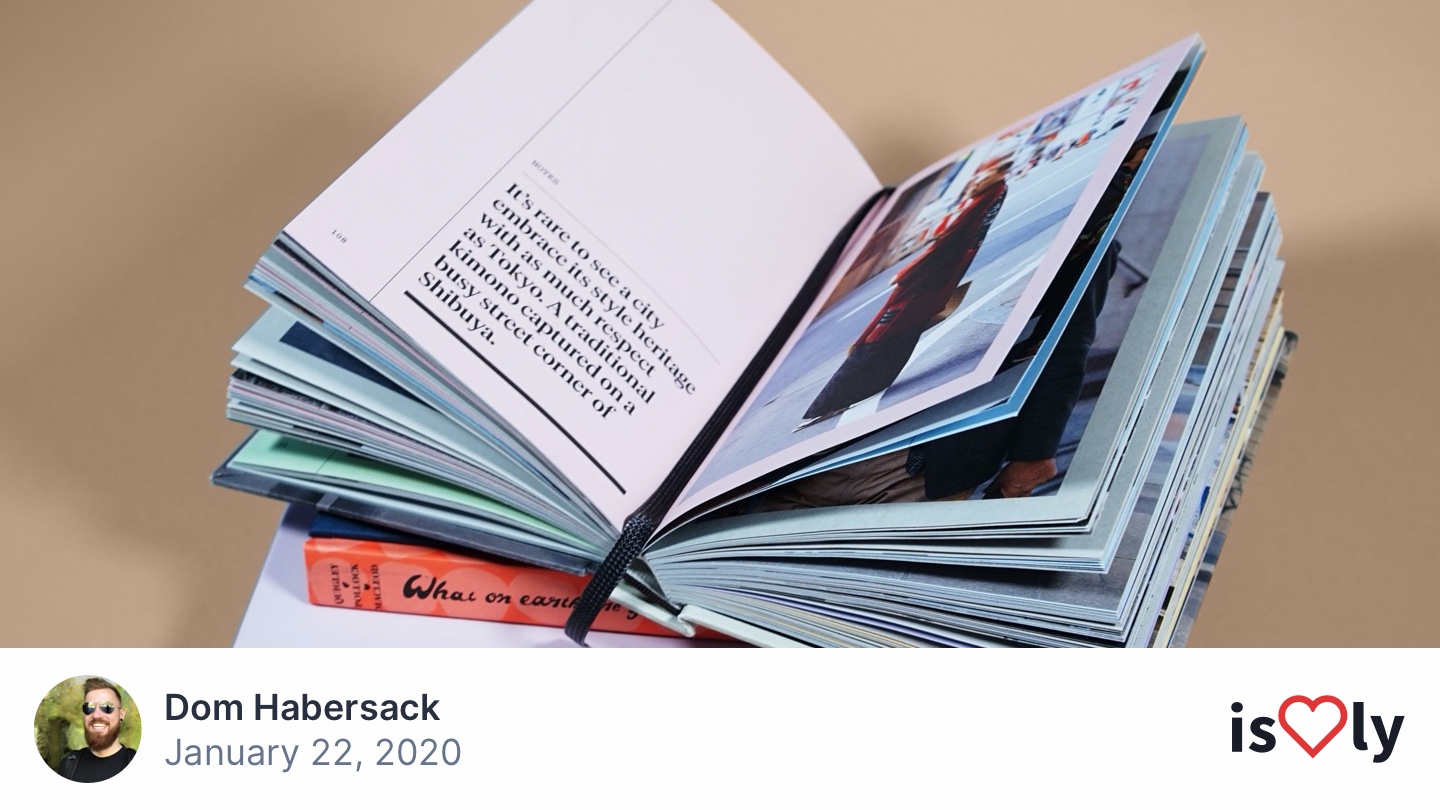 NOTES
It's rare to see a city
embrace its style heritage
with as much respect
as Tokyo. A traditional
kimono captured on a
busy street corner of
Shibuya.
108
QUIGLEY
POLLOCK
MACLEOD
What on earth
Dom Habersack
January 22, 2020
is ly